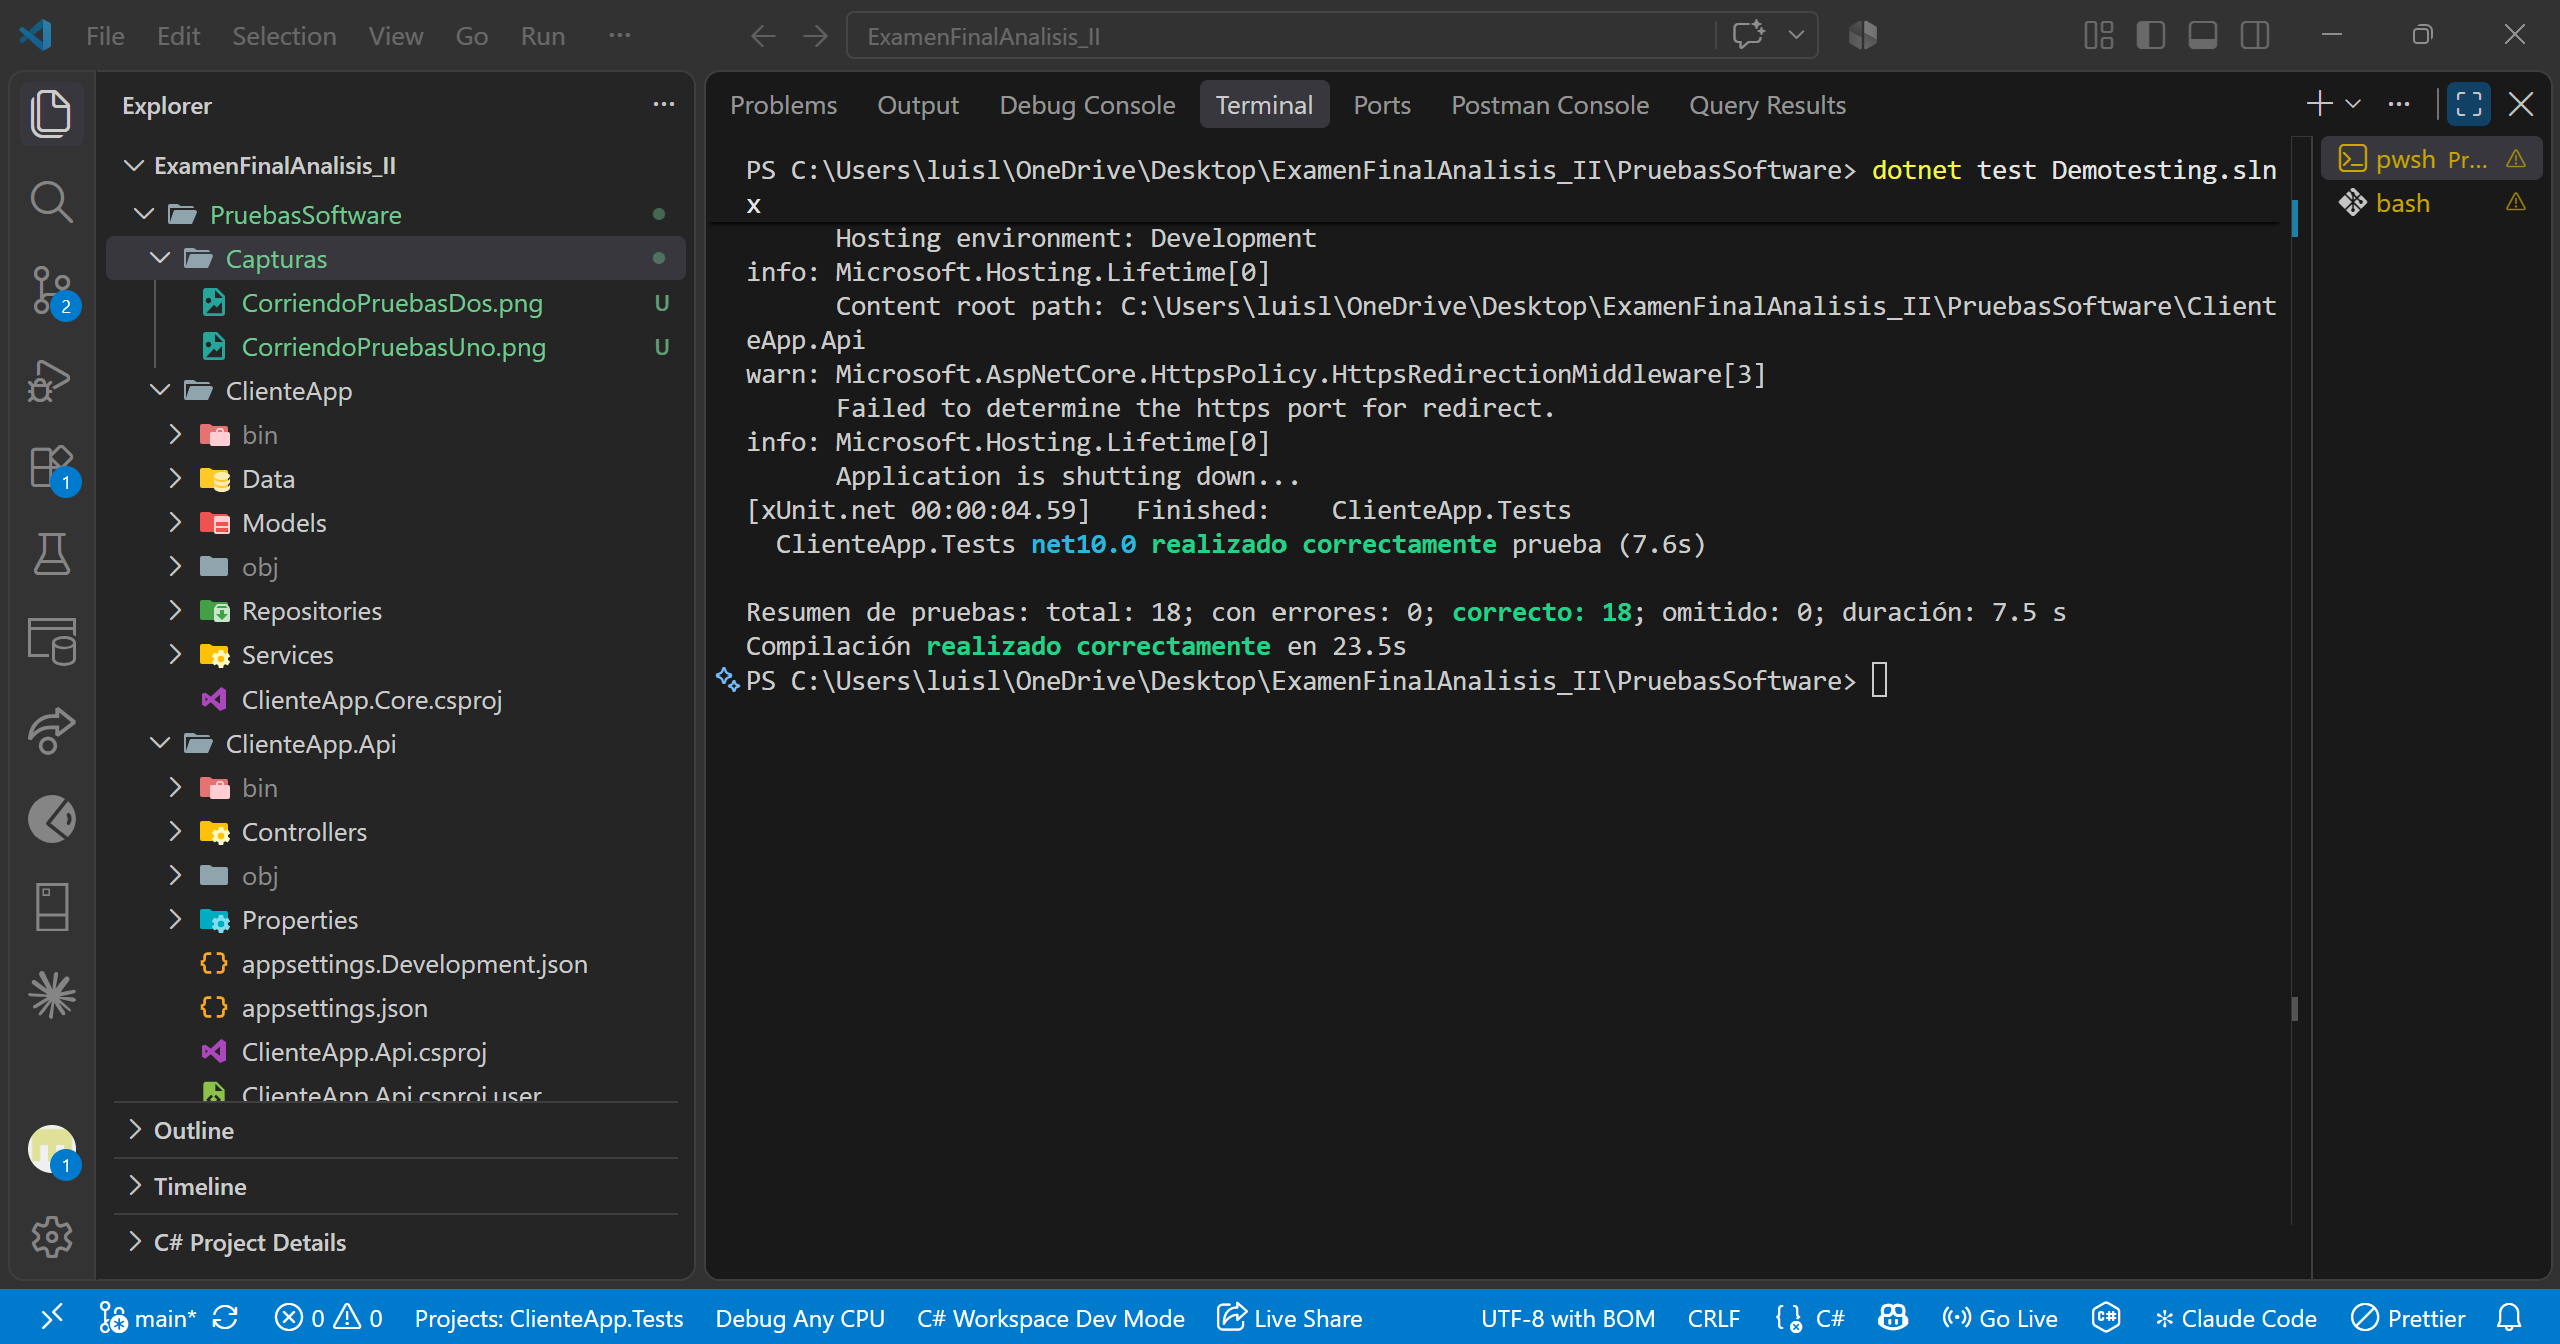 File Edit Selection View Go Run ···
ExamenFinalAnalisis_II
Explorer
ExamenFinalAnalisis_II
PruebasSoftware
Capturas
CorriendoPruebasDos.png U
CorriendoPruebasUno.png U
ClienteApp
bin
Data
Models
obj
Repositories
Services
ClienteApp.Core.csproj
ClienteApp.Api
bin
Controllers
obj
Properties
appsettings.Development.json
appsettings.json
ClienteApp.Api.csproj
ClienteApp.Api.csproj.user
Outline
Timeline
C# Project Details
2
1
1
Problems Output Debug Console Terminal Ports Postman Console Query Results
PS C:\Users\luisl\OneDrive\Desktop\ExamenFinalAnalisis_II\PruebasSoftware> dotnet test Demotesting.sln
x
Hosting environment: Development
info: Microsoft.Hosting.Lifetime[0]
Content root path: C:\Users\luisl\OneDrive\Desktop\ExamenFinalAnalisis_II\PruebasSoftware\Client
eApp.Api
warn: Microsoft.AspNetCore.HttpsPolicy.HttpsRedirectionMiddleware[3]
Failed to determine the https port for redirect.
info: Microsoft.Hosting.Lifetime[0]
Application is shutting down...
[xUnit.net 00:00:04.59] Finished: ClienteApp.Tests
ClienteApp.Tests net10.0 realizado correctamente prueba (7.6s)
Resumen de pruebas: total: 18; con errores: 0; correcto: 18; omitido: 0; duración: 7.5 s
Compilación realizado correctamente en 23.5s
PS C:\Users\luisl\OneDrive\Desktop\ExamenFinalAnalisis_II\PruebasSoftware>
pwsh Pr...
bash
main* 0 0 Projects: ClienteApp.Tests Debug Any CPU C# Workspace Dev Mode Live Share UTF-8 with BOM CRLF C# Go Live C# Claude Code Prettier